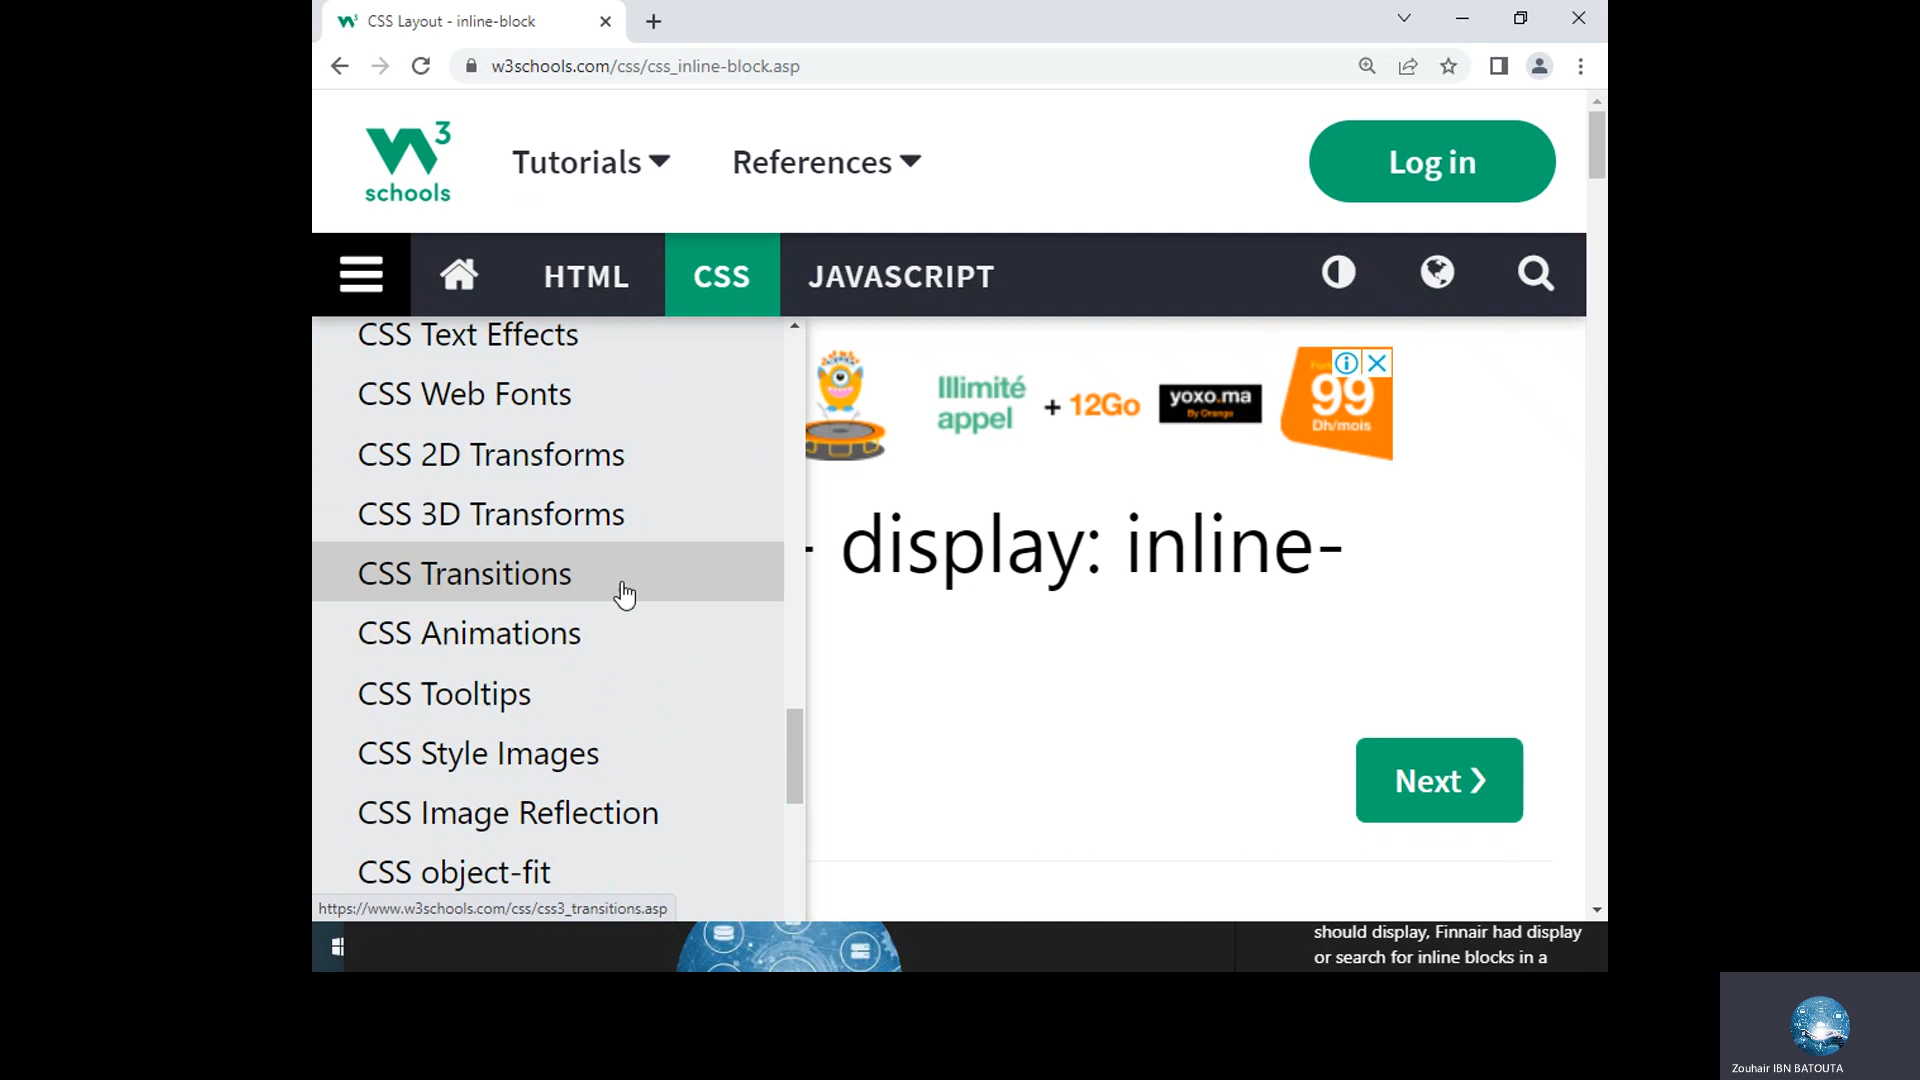 CSS Layout - inline-block
w3schools.com/css/css_inline-block.asp
W3
schools
Tutorials
References
Log in
HTML
CSS
JAVASCRIPT
CSS Text Effects
CSS Web Fonts
CSS 2D Transforms
CSS 3D Transforms
CSS Transitions
CSS Animations
CSS Tooltips
CSS Style Images
CSS Image Reflection
CSS object-fit
https://www.w3schools.com/css/css3_transitions.asp
Illimité
appel
+ 12Go
yoxo.ma
By Orange
99
Dh/mois
- display: inline-
Next ❯
should display, Finnair had display
or search for inline blocks in a
Zouhair IBN BATOUTA